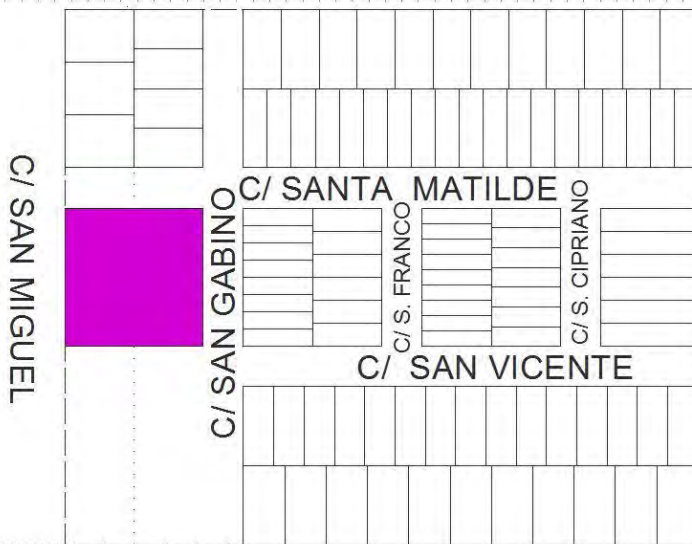 C/ SANTA MATILDE
C/ SAN MIGUEL
C/ SAN GABINO
C/ S. FRANCO
C/ S. CIPRIANO
C/ SAN VICENTE